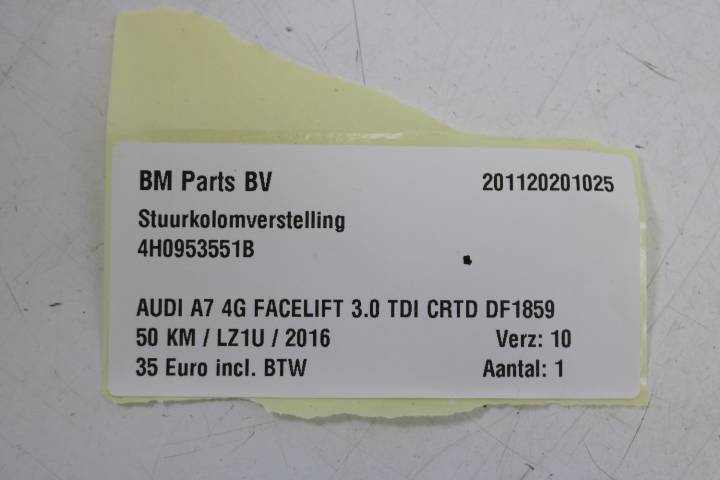 BM Parts BV 201120201025
Stuurkolomverstelling
4H0953551B
AUDI A7 4G FACELIFT 3.0 TDI CRTD DF1859
50 KM / LZ1U / 2016 Verz: 10
35 Euro incl. BTW Aantal: 1